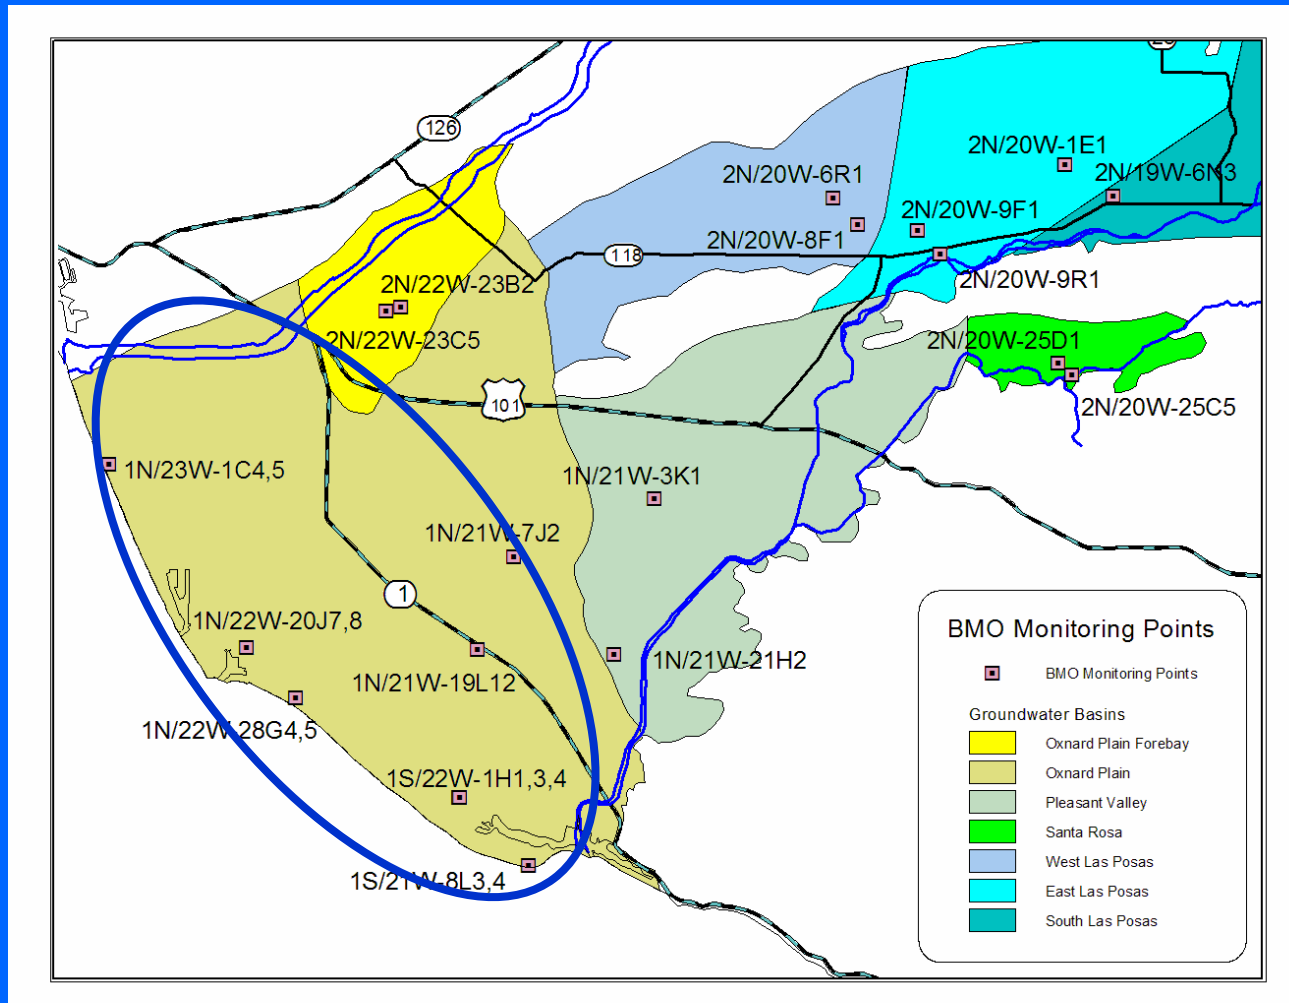 126
2N/20W-1E1
2N/20W-6R1
2N/19W-6N3
2N/20W-9F1
2N/20W-8F1
118
2N/20W-9R1
2N/22W-23B2
2N/22W-23C5
2N/20W-25D1
101
2N/20W-25C5
1N/23W-1C4,5
1N/21W-3K1
1N/21W-7J2
1
1N/22W-20J7,8
1N/21W-21H2
1N/21W-19L12
1N/22W-28G4,5
1S/22W-1H1,3,4
1S/21W-8L3,4
BMO Monitoring Points
BMO Monitoring Points
Groundwater Basins
Oxnard Plain Forebay
Oxnard Plain
Pleasant Valley
Santa Rosa
West Las Posas
East Las Posas
South Las Posas